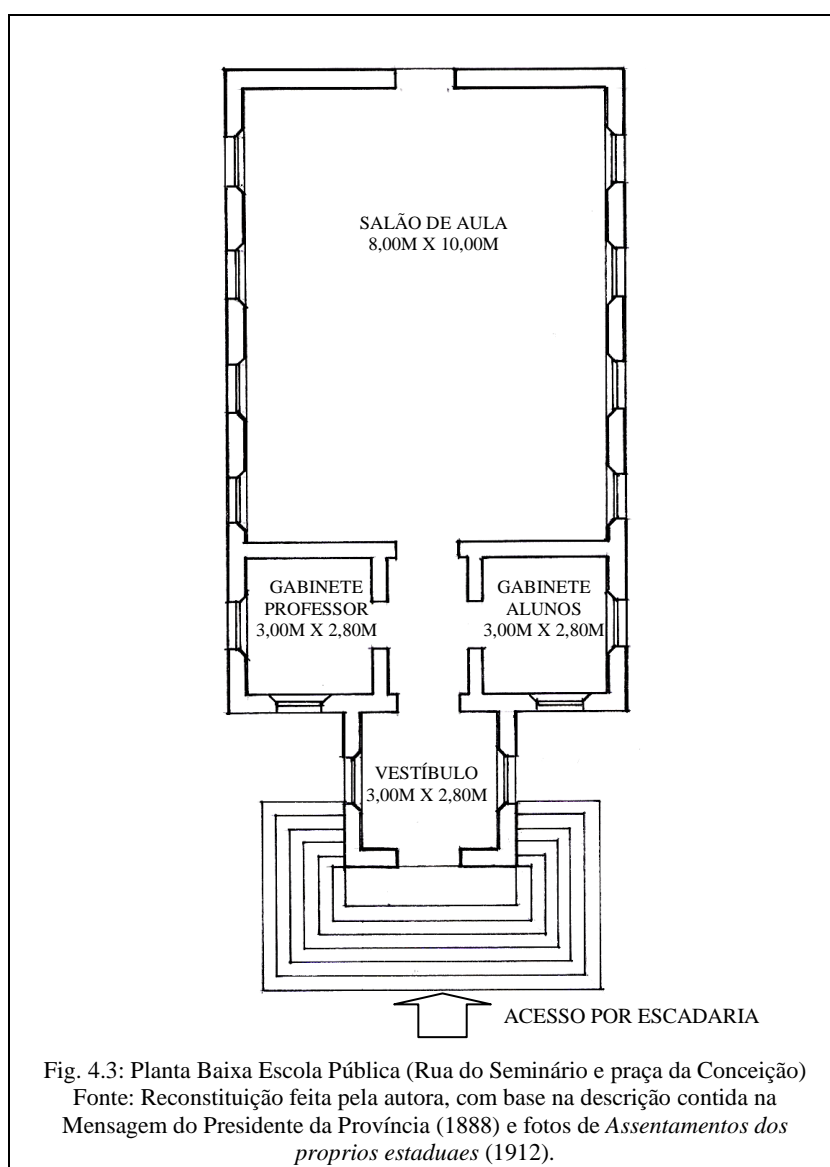 SALÃO DE AULA
8,00M X 10,00M
GABINETE
PROFESSOR
3,00M X 2,80M
GABINETE
ALUNOS
3,00M X 2,80M
VESTÍBULO
3,00M X 2,80M
ACESSO POR ESCADARIA
Fig. 4.3: Planta Baixa Escola Pública (Rua do Seminário e praça da Conceição)
Fonte: Reconstituição feita pela autora, com base na descrição contida na
Mensagem do Presidente da Província (1888) e fotos de Assentamentos dos
proprios estaduaes (1912).